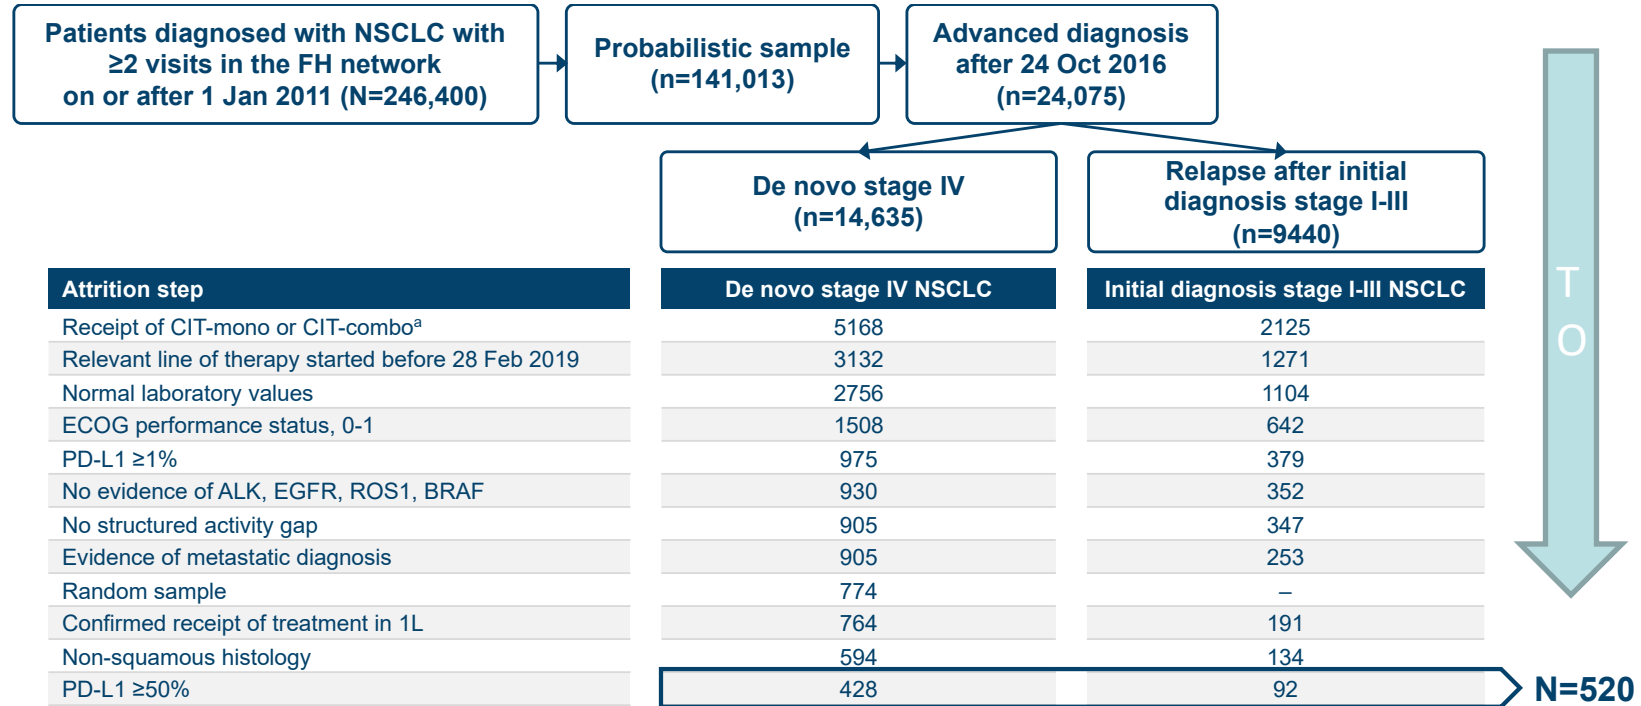 Patients diagnosed with NSCLC with
≥2 visits in the FH network
on or after 1 Jan 2011 (N=246,400)
Probabilistic sample
(n=141,013)
Advanced diagnosis
after 24 Oct 2016
(n=24,075)
De novo stage IV
(n=14,635)
Relapse after initial
diagnosis stage I-III
(n=9440)
Attrition step De novo stage IV NSCLC Initial diagnosis stage I-III NSCLC
Receipt of CIT-mono or CIT-comboᵃ 5168 2125
Relevant line of therapy started before 28 Feb 2019 3132 1271
Normal laboratory values 2756 1104
ECOG performance status, 0-1 1508 642
PD-L1 ≥1% 975 379
No evidence of ALK, EGFR, ROS1, BRAF 930 352
No structured activity gap 905 347
Evidence of metastatic diagnosis 905 253
Random sample 774 –
Confirmed receipt of treatment in 1L 764 191
Non-squamous histology 594 134
PD-L1 ≥50% 428 92
N=520
T
O